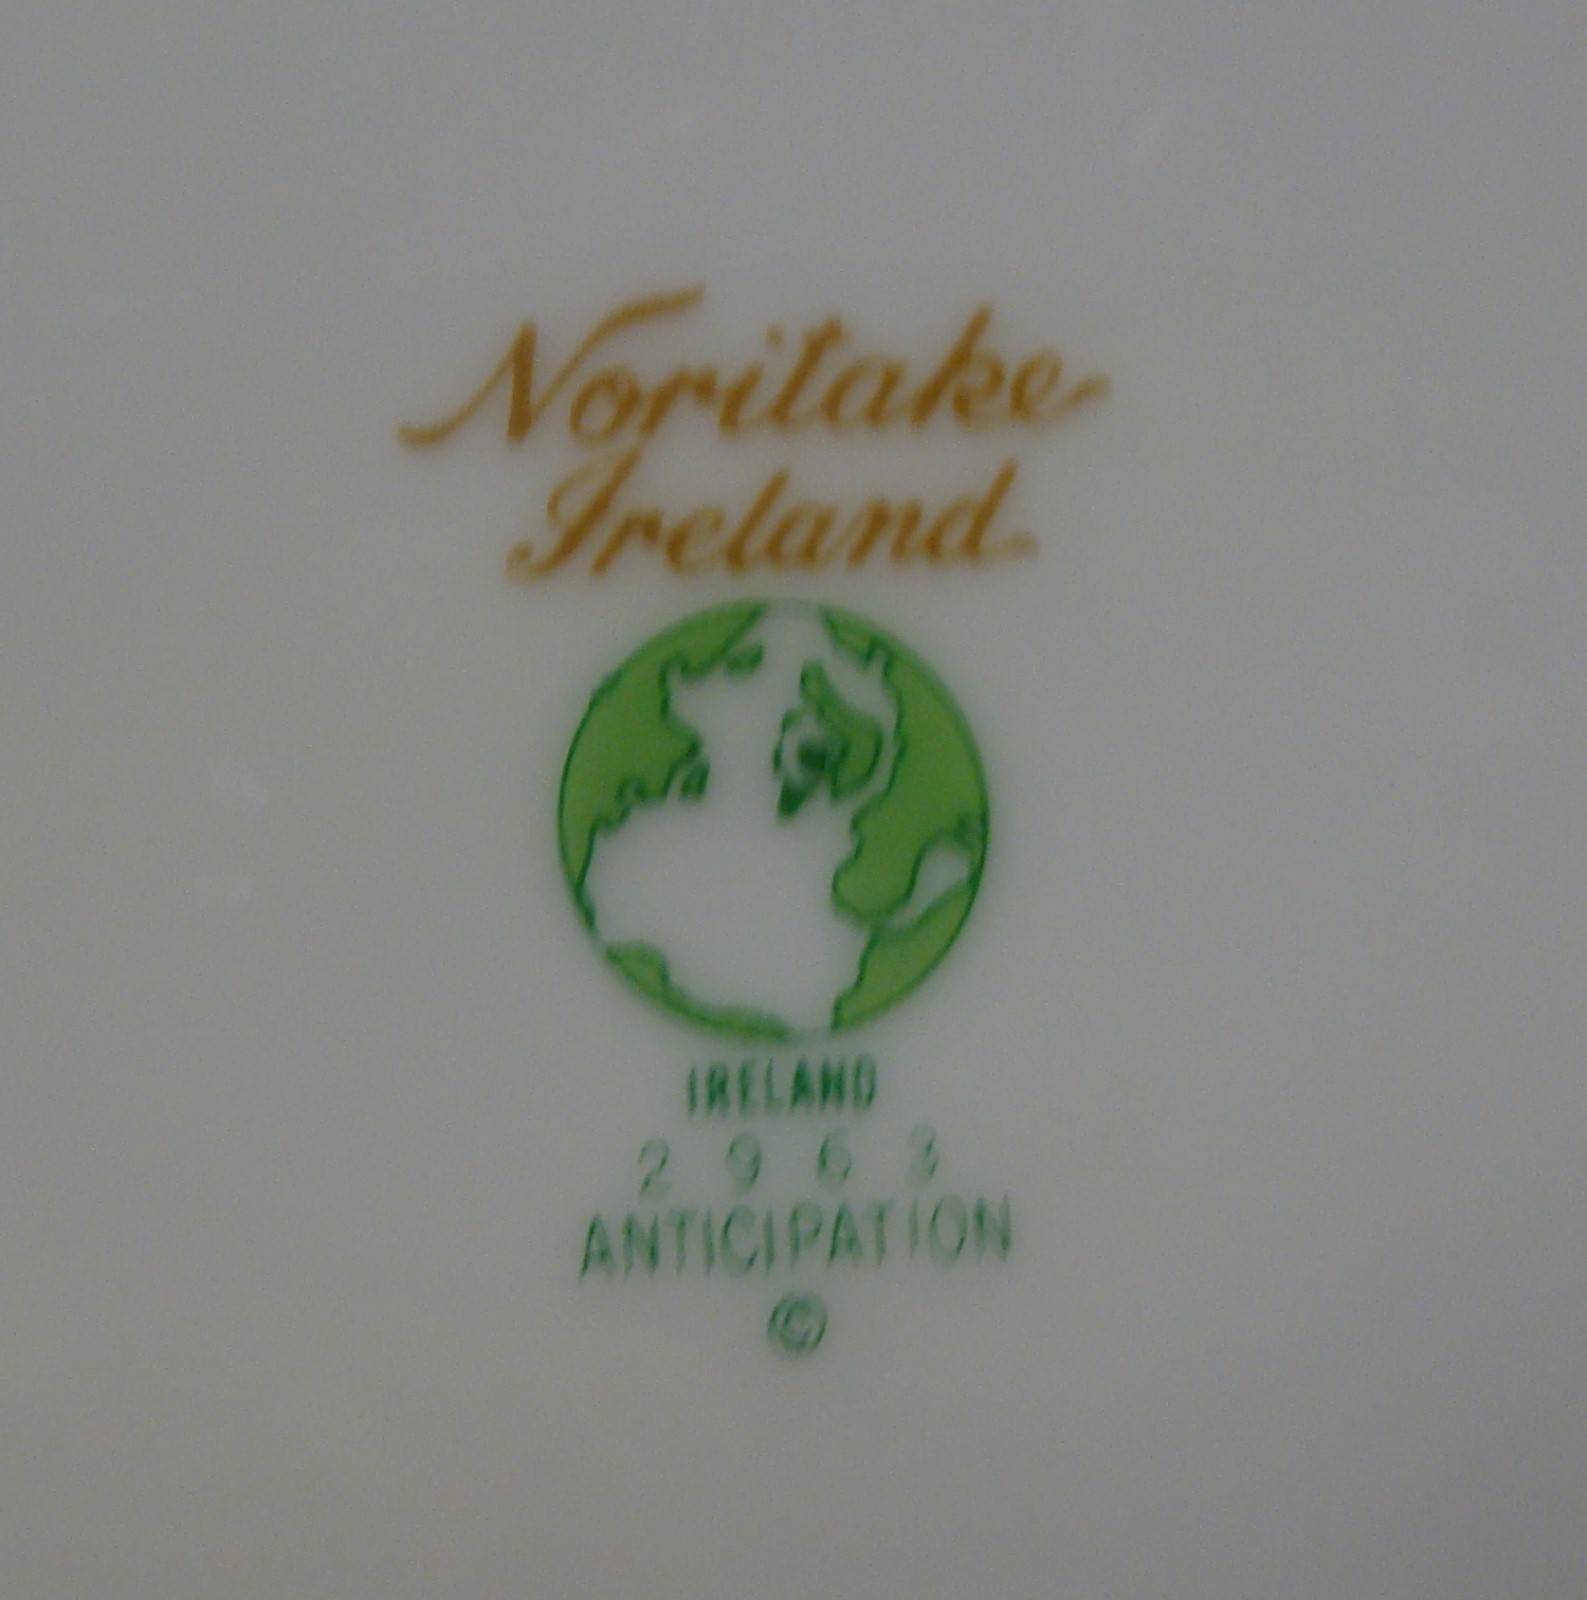 Noritake
Ireland
IRELAND
2963
ANTICIPATION
©